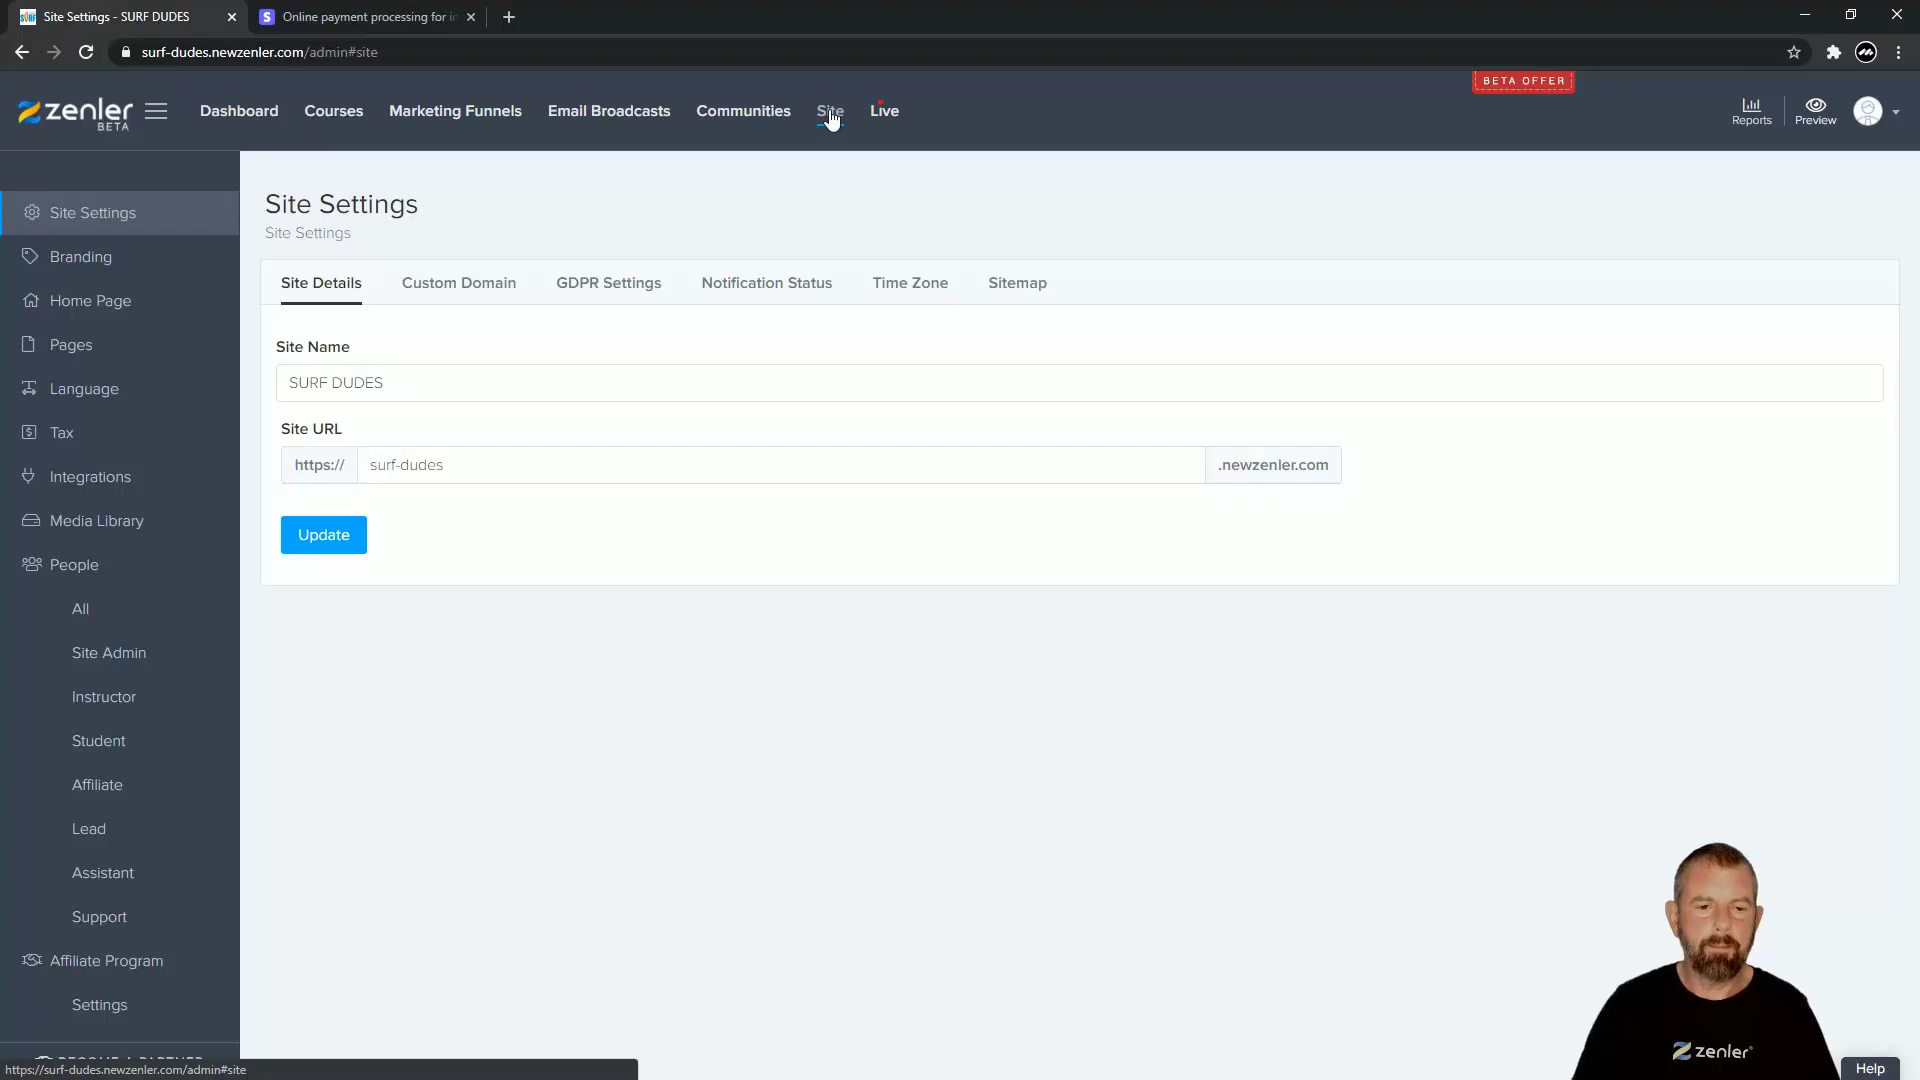 Site Settings - SURF DUDES
Online payment processing for in
surf-dudes.newzenler.com/admin#site
BETA OFFER
zenler
BETA
Dashboard
Courses
Marketing Funnels
Email Broadcasts
Communities
Site
Live
Reports
Preview
Site Settings
Branding
Home Page
Pages
Language
Tax
Integrations
Media Library
People
All
Site Admin
Instructor
Student
Affiliate
Lead
Assistant
Support
Affiliate Program
Settings
BECOME A PARTNER
Site Settings
Site Settings
Site Details
Custom Domain
GDPR Settings
Notification Status
Time Zone
Sitemap
Site Name
SURF DUDES
Site URL
https:// surf-dudes .newzenler.com
Update
zenler
Help
https://surf-dudes.newzenler.com/admin#site